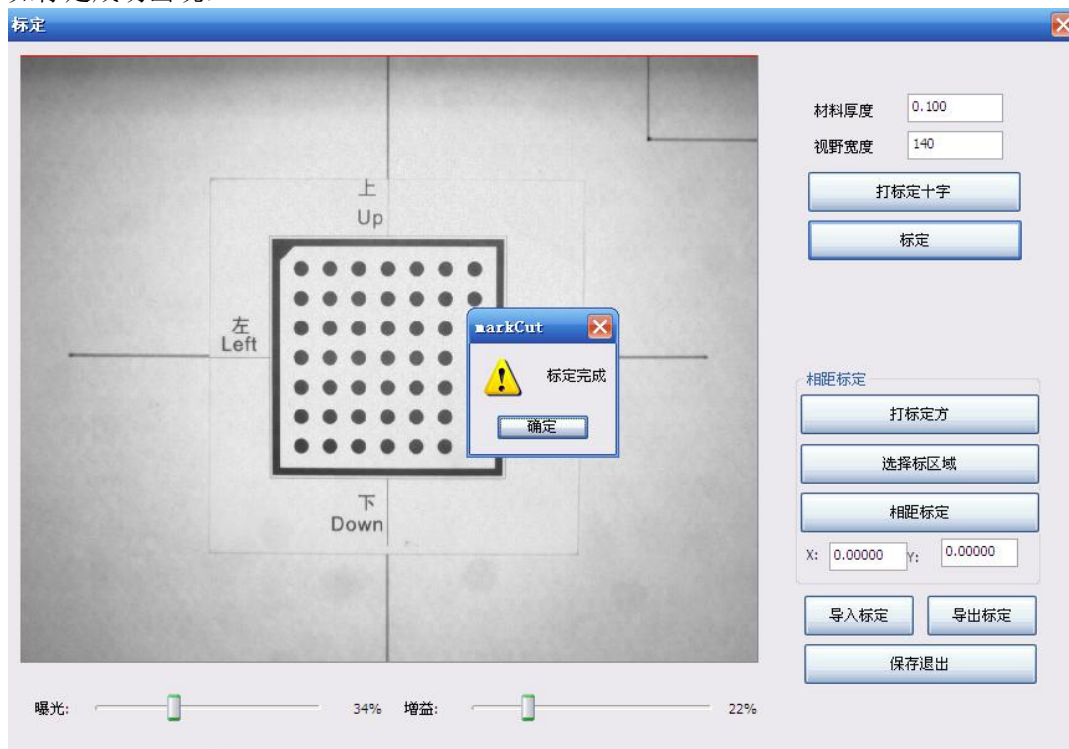 标定
上
Up
左
Left
下
Down
markCut
标定完成
确定
材料厚度 0.100
视野宽度 140
打标定十字
标定
相距标定
打标定方
选择标区域
相距标定
X: 0.00000 Y: 0.00000
导入标定 导出标定
保存退出
曝光: 34% 增益: 22%